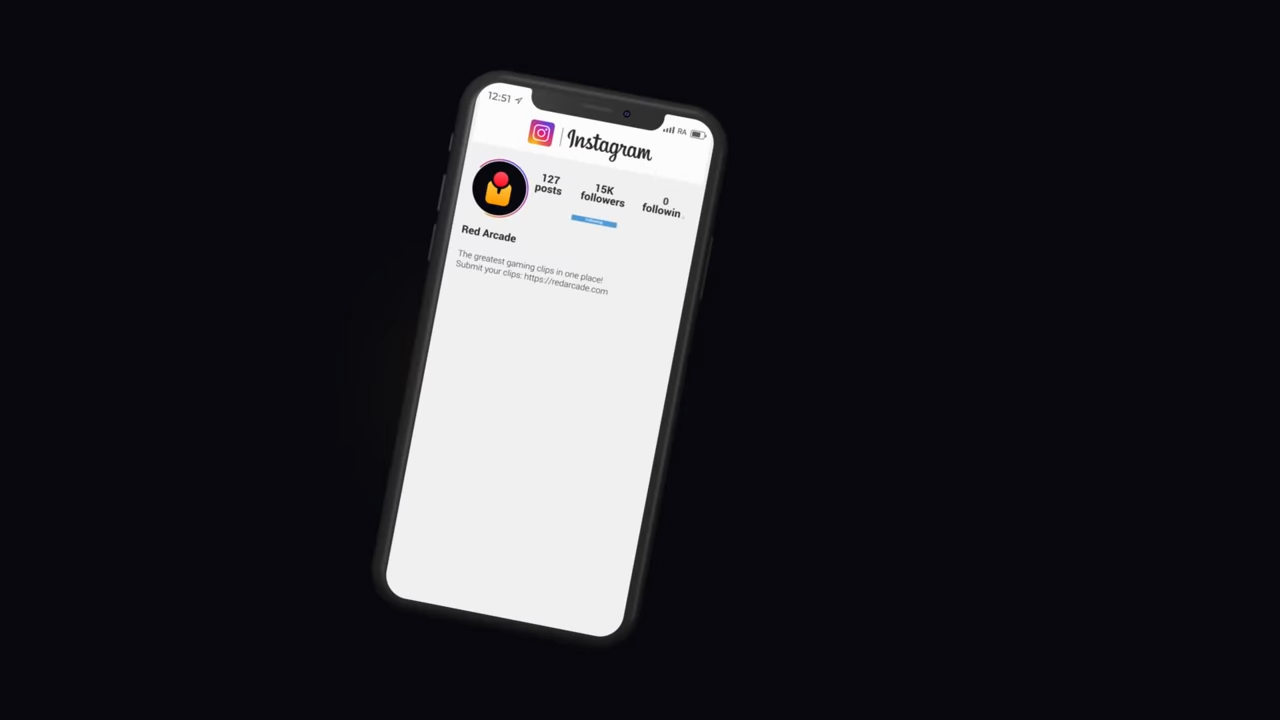 12:51
RA
Instagram
127
posts
15K
followers
0
followin
Red Arcade
The greatest gaming clips in one place!
Submit your clips: https://redarcade.com